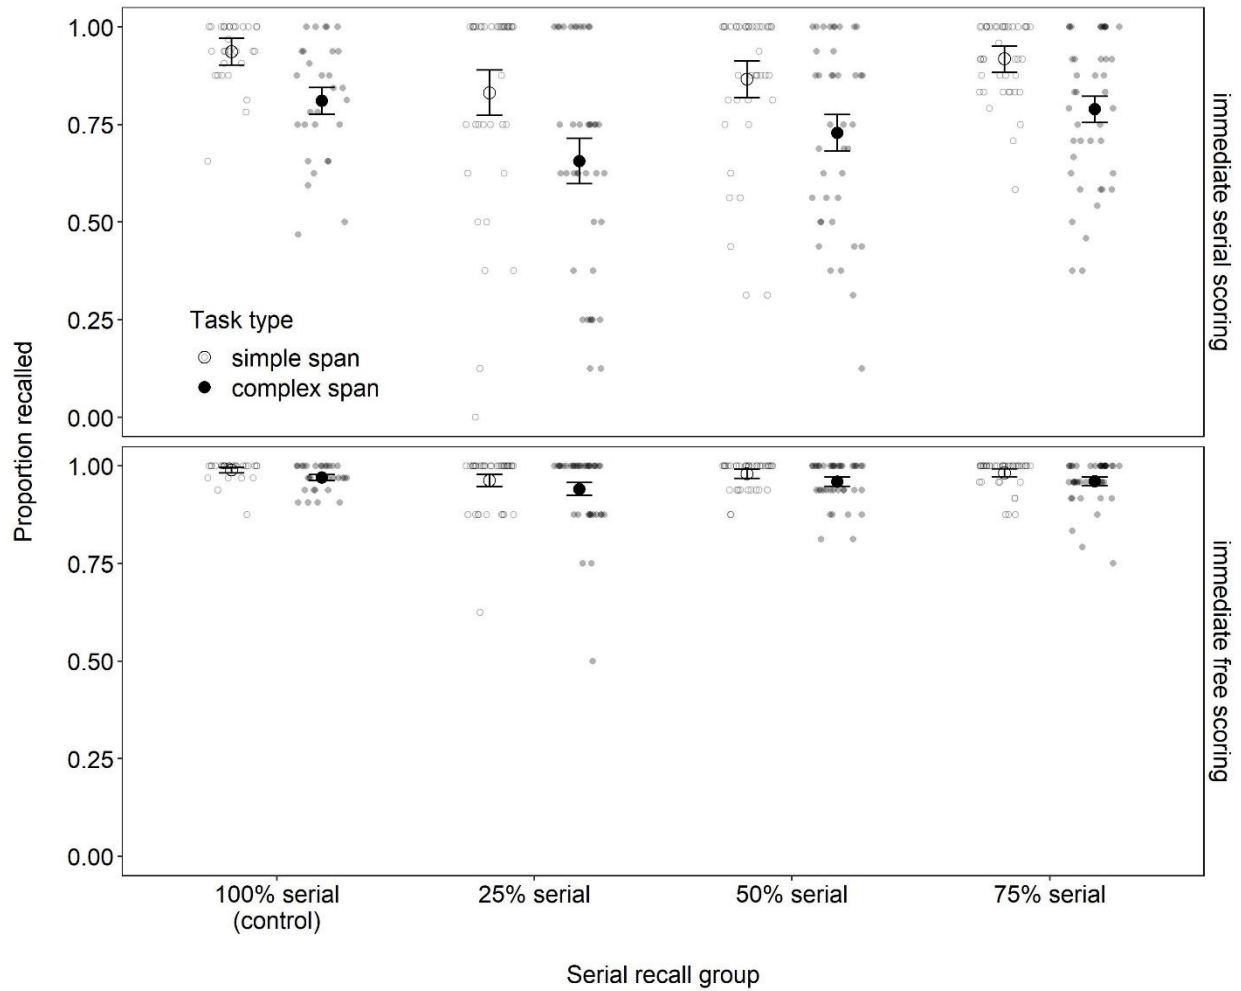 1.00
0.75
0.50
0.25
0.00
Task type
simple span
complex span
immediate serial scoring
Proportion recalled
1.00
0.75
0.50
0.25
0.00
immediate free scoring
100% serial
(control)
25% serial
50% serial
75% serial
Serial recall group